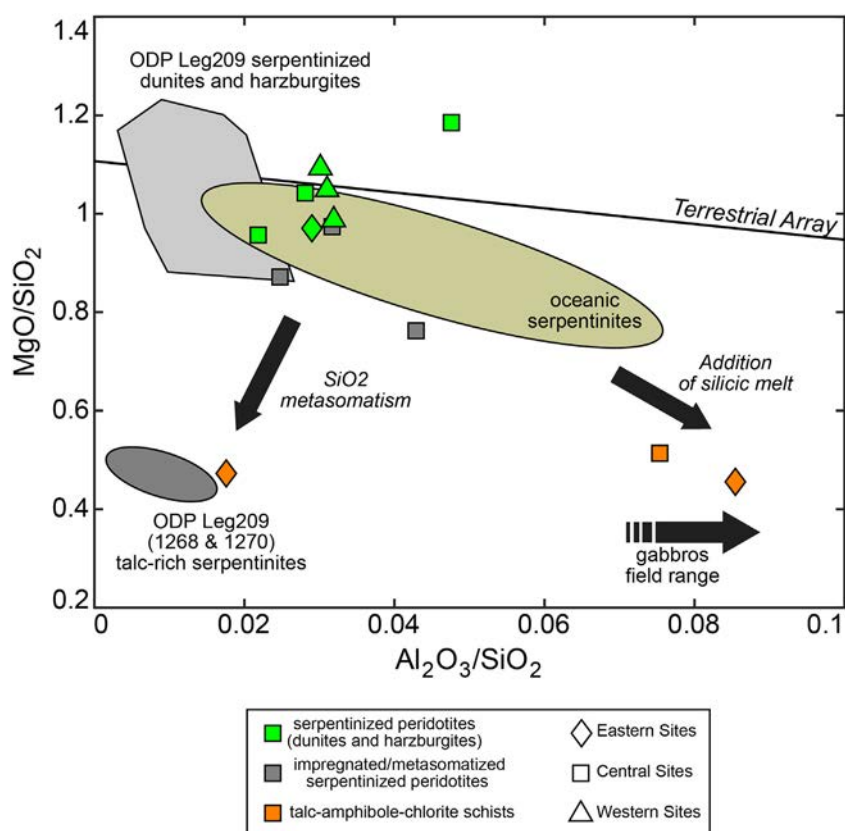 1.4
1.2
1
0.8
0.6
0.4
0.2
MgO/SiO₂
ODP Leg209 serpentinized
dunites and harzburgites
Terrestrial Array
oceanic
serpentinites
SiO2
metasomatism
Addition
of silicic melt
ODP Leg209
(1268 & 1270)
talc-rich serpentinites
gabbros
field range
0 0.02 0.04 0.06 0.08 0.1
Al₂O₃/SiO₂
serpentinized peridotites
(dunites and harzburgites)
impregnated/metasomatized
serpentinized peridotites
talc-amphibole-chlorite schists
Eastern Sites
Central Sites
Western Sites